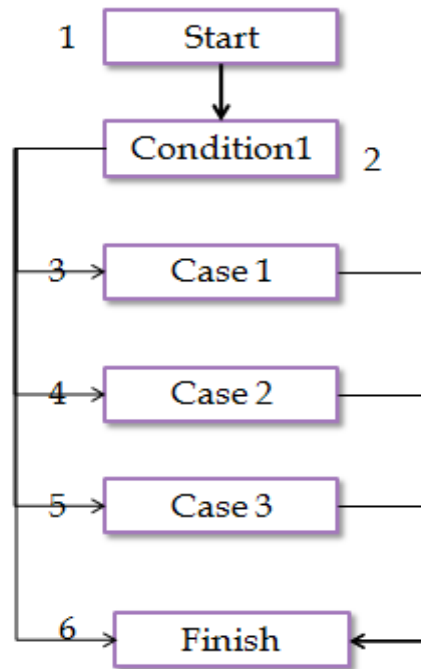 1 Start
Condition1 2
3 Case 1
4 Case 2
5 Case 3
6 Finish